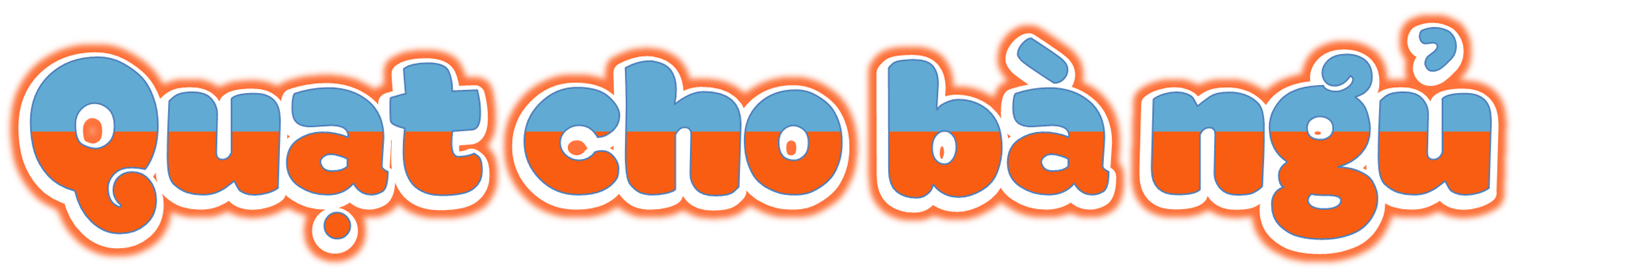 Quạt cho bà ngủ